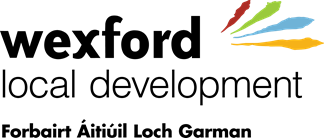 wexford
local development
Forbairt Áitiúil Loch Garman